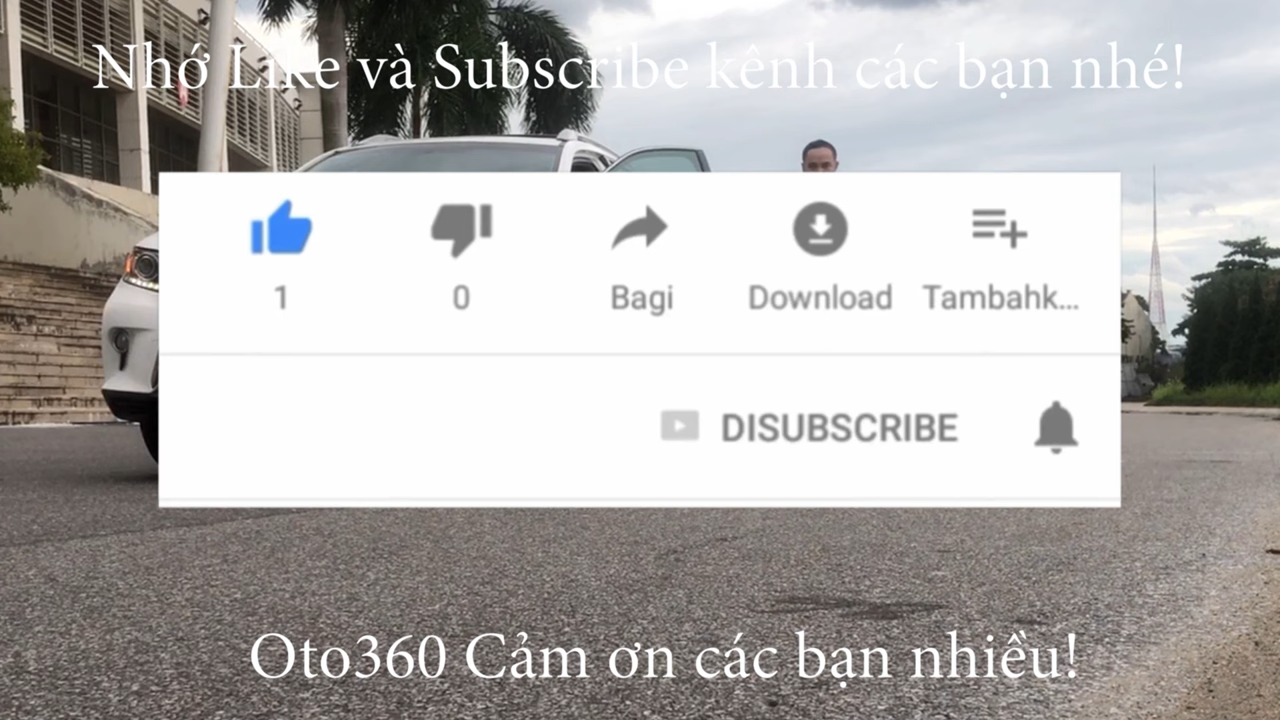 Nhớ Like và Subscribe kênh các bạn nhé!
1 0 Bagi Download Tambahk...
DISUBSCRIBE
Oto360 Cảm ơn các bạn nhiều!